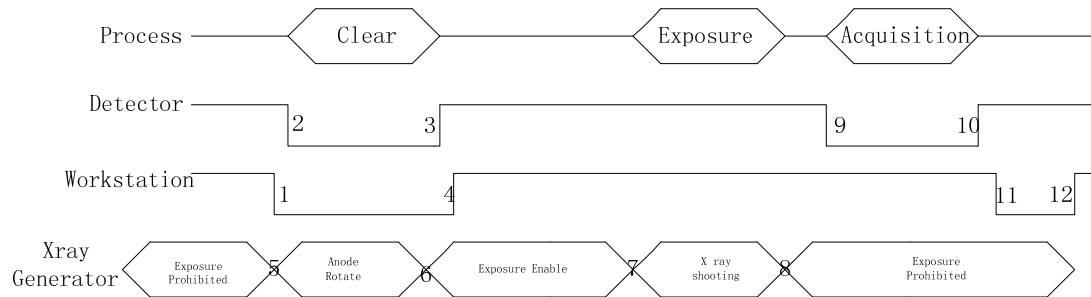 Process
Clear
Exposure
Acquisition
Detector
2
3
9
10
Workstation
1
4
11
12
Xray
Generator
Exposure
Prohibited
5
Anode
Rotate
6
Exposure Enable
7
X ray
shooting
8
Exposure
Prohibited